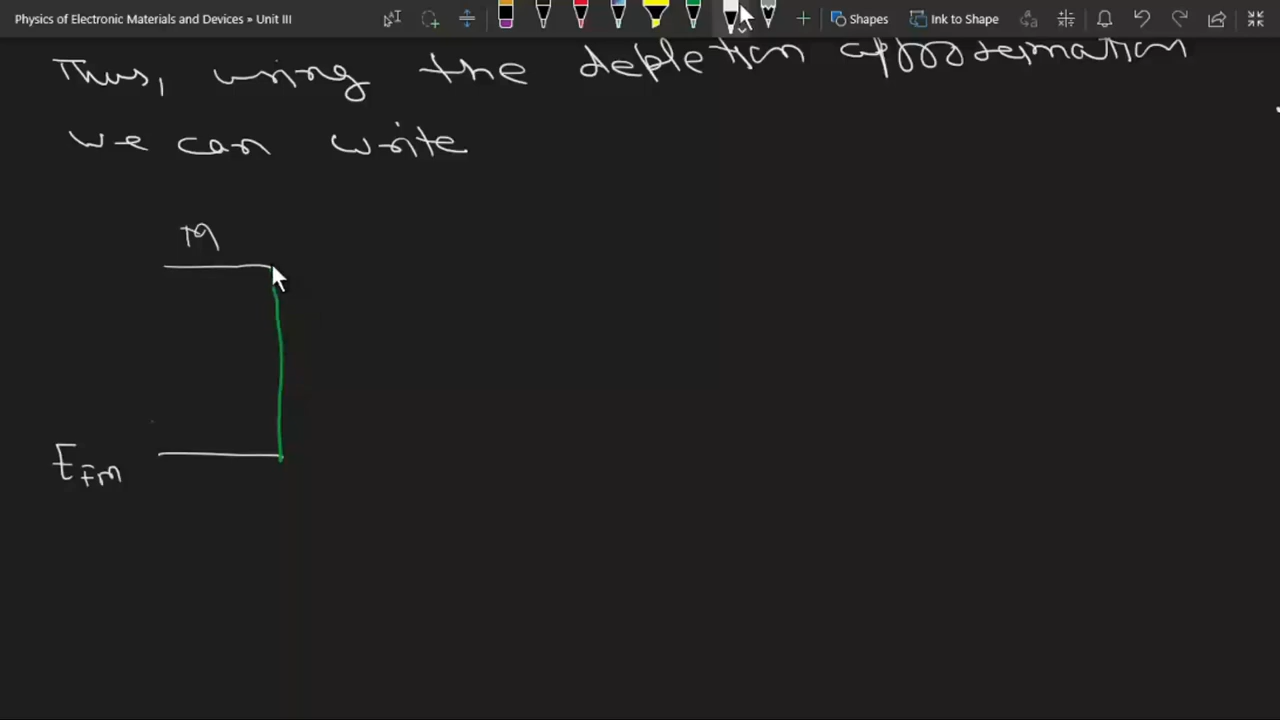 Physics of Electronic Materials and Devices » Unit III
Shapes
Ink to Shape
Thus, using the depletion approximation
we can write
M
EFM